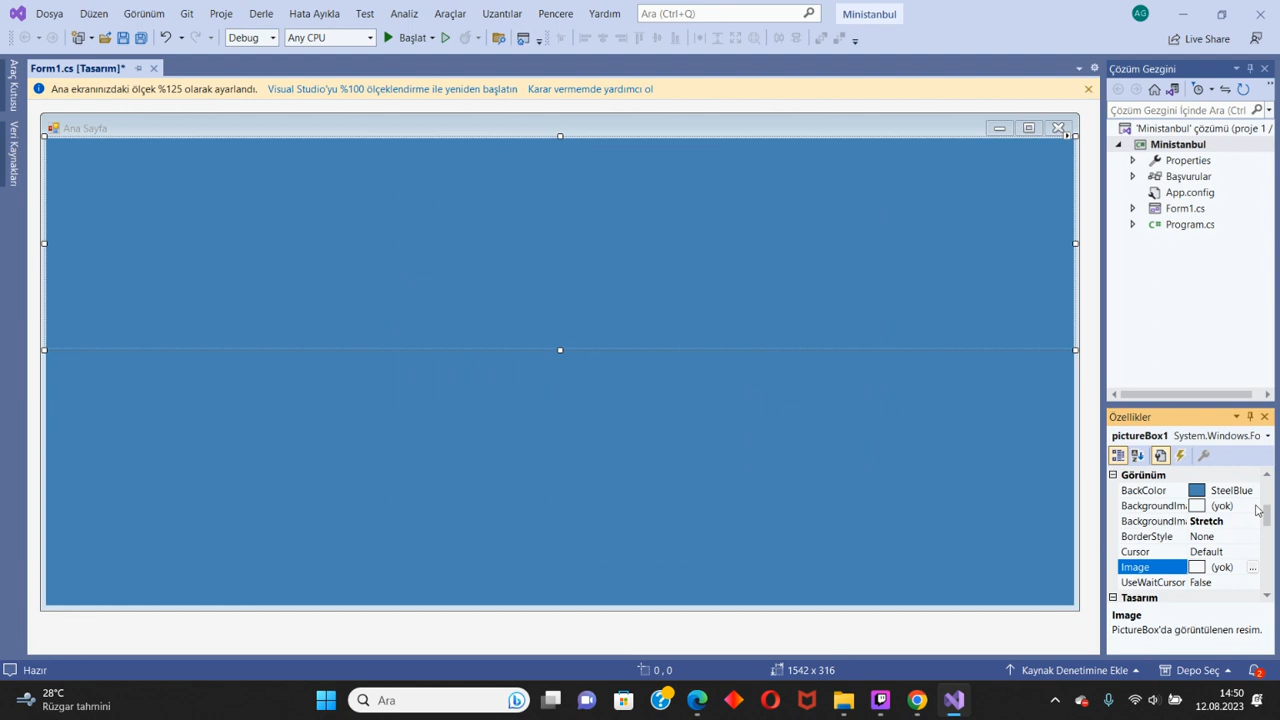 Dosya Düzen Görünüm Git Proje Derle Hata Ayıkla Test Analiz Araçlar Uzantılar Pencere Yardım Ara (Ctrl+Q) Ministanbul AG
Debug Any CPU Başlat Live Share
Form1.cs [Tasarım]*
Ana ekranınızdaki ölçek %125 olarak ayarlandı. Visual Studio'yu %100 ölçeklendirme ile yeniden başlatın Karar vermemde yardımcı ol
Araç Kutusu
Veri Kaynakları
Ana Sayfa
Çözüm Gezgini
Çözüm Gezgini İçinde Ara (Ctrl
'Ministanbul' çözümü (proje 1 /
Ministanbul
Properties
Başvurular
App.config
Form1.cs
Program.cs
Özellikler
pictureBox1 System.Windows.Fo
Görünüm
BackColor SteelBlue
BackgroundIma (yok)
BackgroundIma Stretch
BorderStyle None
Cursor Default
Image (yok) ...
UseWaitCursor False
Tasarım
Image
PictureBox'da görüntülenen resim.
Hazır 0 , 0 1542 x 316 Kaynak Denetimine Ekle Depo Seç 2
28°C
Rüzgar tahmini
Ara
14:50
12.08.2023